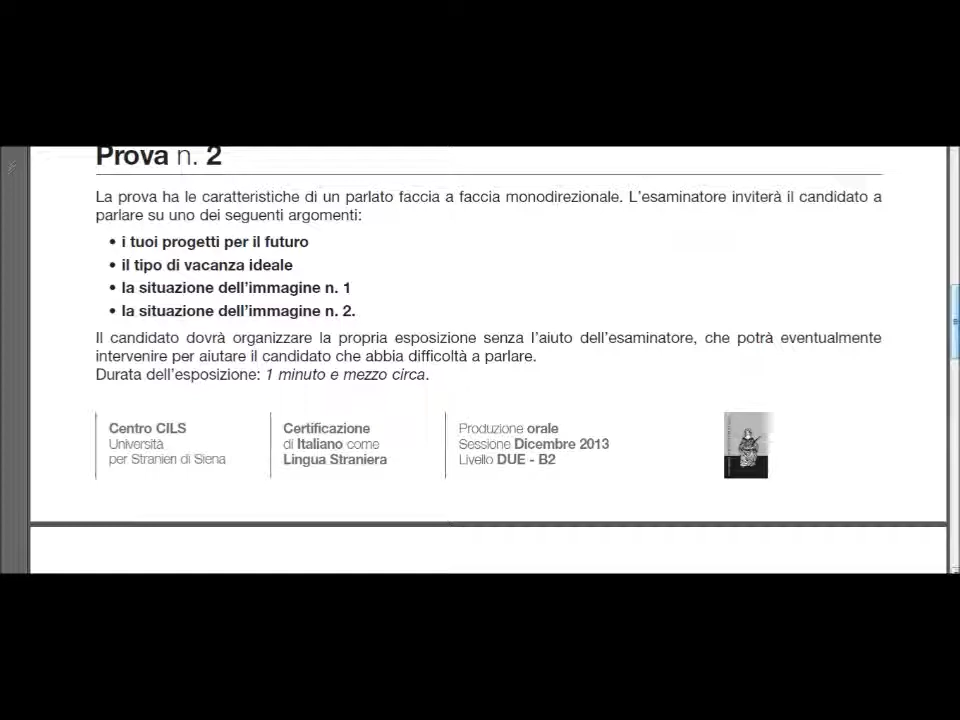 Prova n. 2
La prova ha le caratteristiche di un parlato faccia a faccia monodirezionale. L'esaminatore inviterà il candidato a
parlare su uno dei seguenti argomenti:
• i tuoi progetti per il futuro
• il tipo di vacanza ideale
• la situazione dell'immagine n. 1
• la situazione dell'immagine n. 2.
Il candidato dovrà organizzare la propria esposizione senza l'aiuto dell'esaminatore, che potrà eventualmente
intervenire per aiutare il candidato che abbia difficoltà a parlare.
Durata dell'esposizione: 1 minuto e mezzo circa.
Centro CILS
Università
per Stranieri di Siena
Certificazione
di Italiano come
Lingua Straniera
Produzione orale
Sessione Dicembre 2013
Livello DUE - B2